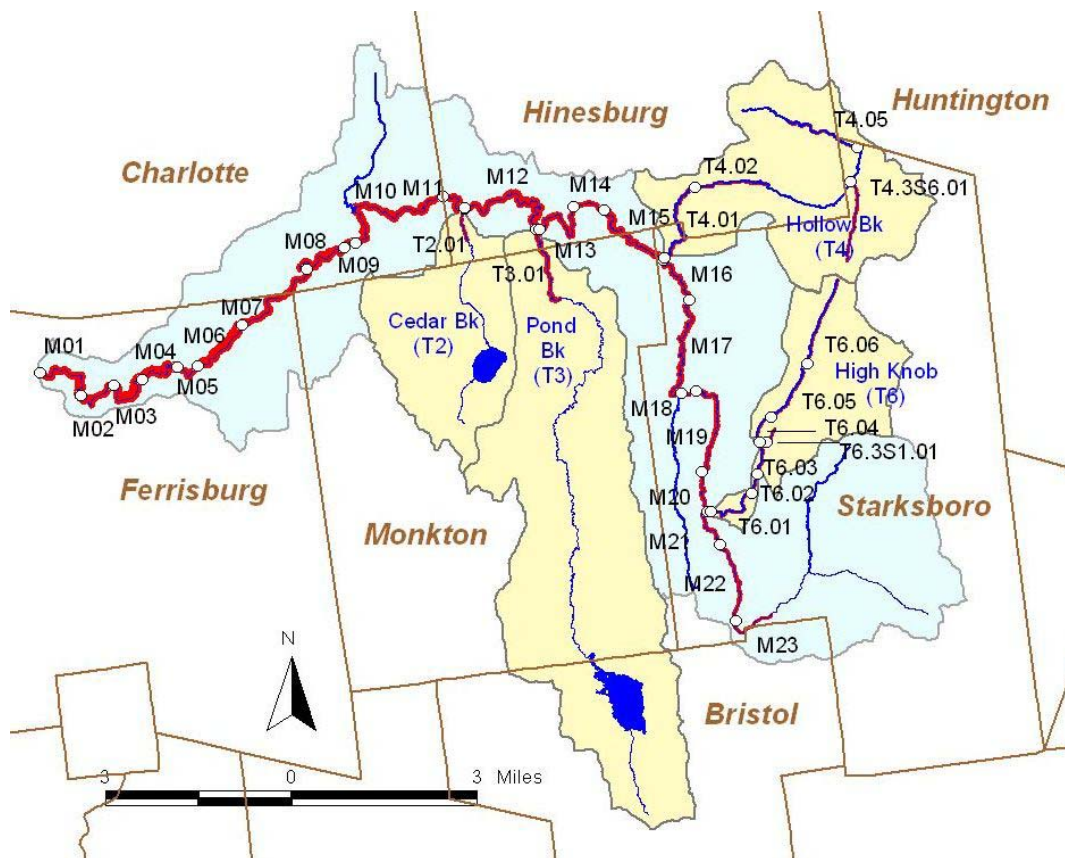 Hinesburg
Huntington
Charlotte
T4.05
M12
M11
M10
M14
T4.02
T4.3S6.01
M15
T4.01
Hollow Bk
(T4)
M08
M09
T2.01
M13
T3.01
M16
M07
M06
M01
M04
M05
M03
M02
Cedar Bk
(T2)
Pond
Bk
(T3)
M17
T6.06
High Knob
(T6)
M18
T6.05
T6.04
T6.3S1.01
M19
T6.03
T6.02
T6.01
Ferrisburg
Monkton
M20
Starksboro
M21
M22
M23
N
Bristol
3 0 3 Miles